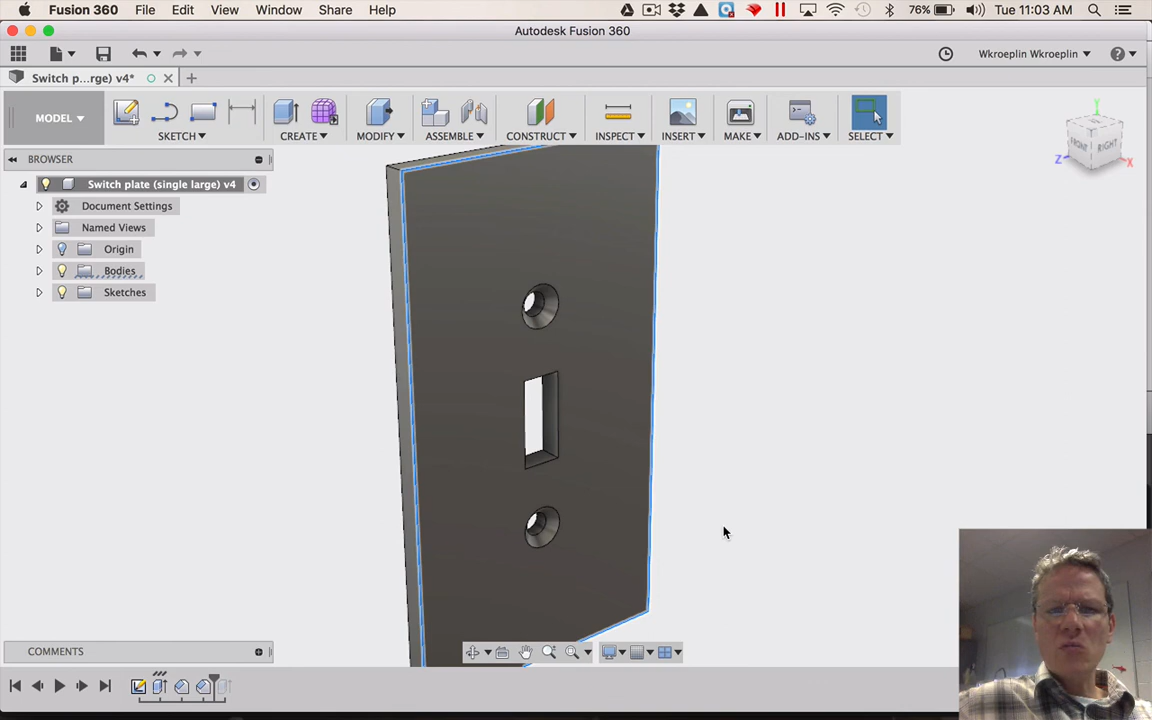 Fusion 360 File Edit View Window Share Help 76% Tue 11:03 AM
Autodesk Fusion 360
Wkroeplin Wkroeplin
Switch p...rge) v4*
MODEL
SKETCH CREATE MODIFY ASSEMBLE CONSTRUCT INSPECT INSERT MAKE ADD-INS SELECT
BROWSER
Switch plate (single large) v4
Document Settings
Named Views
Origin
Bodies
Sketches
COMMENTS
Y
FRONT RIGHT
Z X